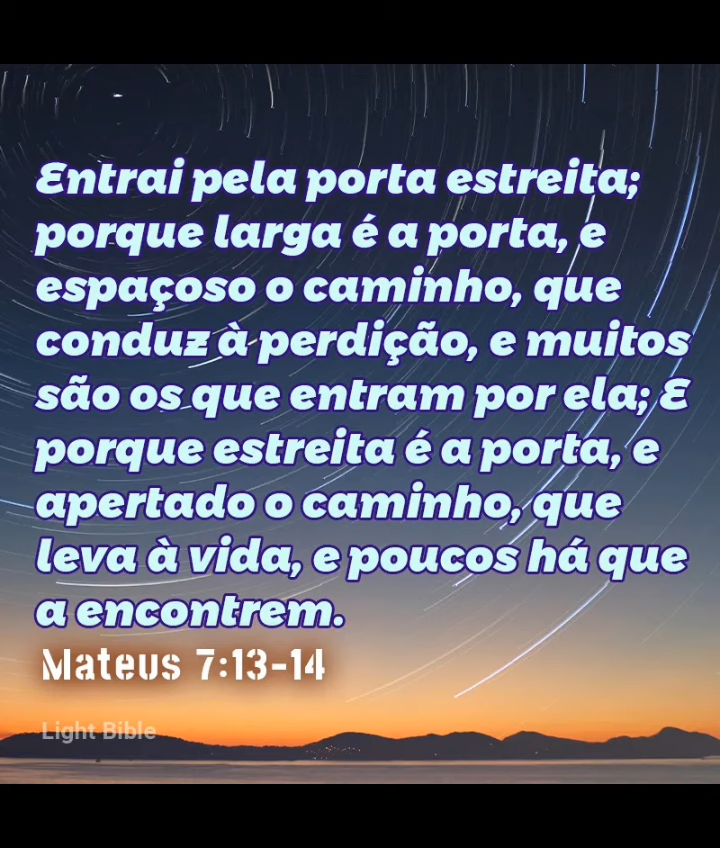 Entrai pela porta estreita;
porque larga é a porta, e
espaçoso o caminho, que
conduz à perdição, e muitos
são os que entram por ela; E
porque estreita é a porta, e
apertado o caminho, que
leva à vida, e poucos há que
a encontrem.
Mateus 7:13-14
Light Bible